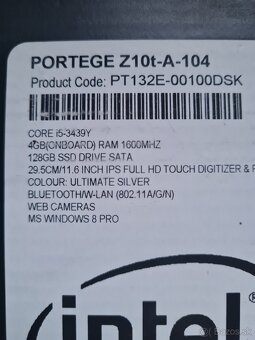 PORTEGE Z10t-A-104
Product Code: PT132E-00100DSK
CORE i5-3439Y
4GB(ONBOARD) RAM 1600MHZ
128GB SSD DRIVE SATA
29.5CM/11.6 INCH IPS FULL HD TOUCH DIGITIZER & P
COLOUR: ULTIMATE SILVER
BLUETOOTH/W-LAN (802.11A/G/N)
WEB CAMERAS
MS WINDOWS 8 PRO
intel